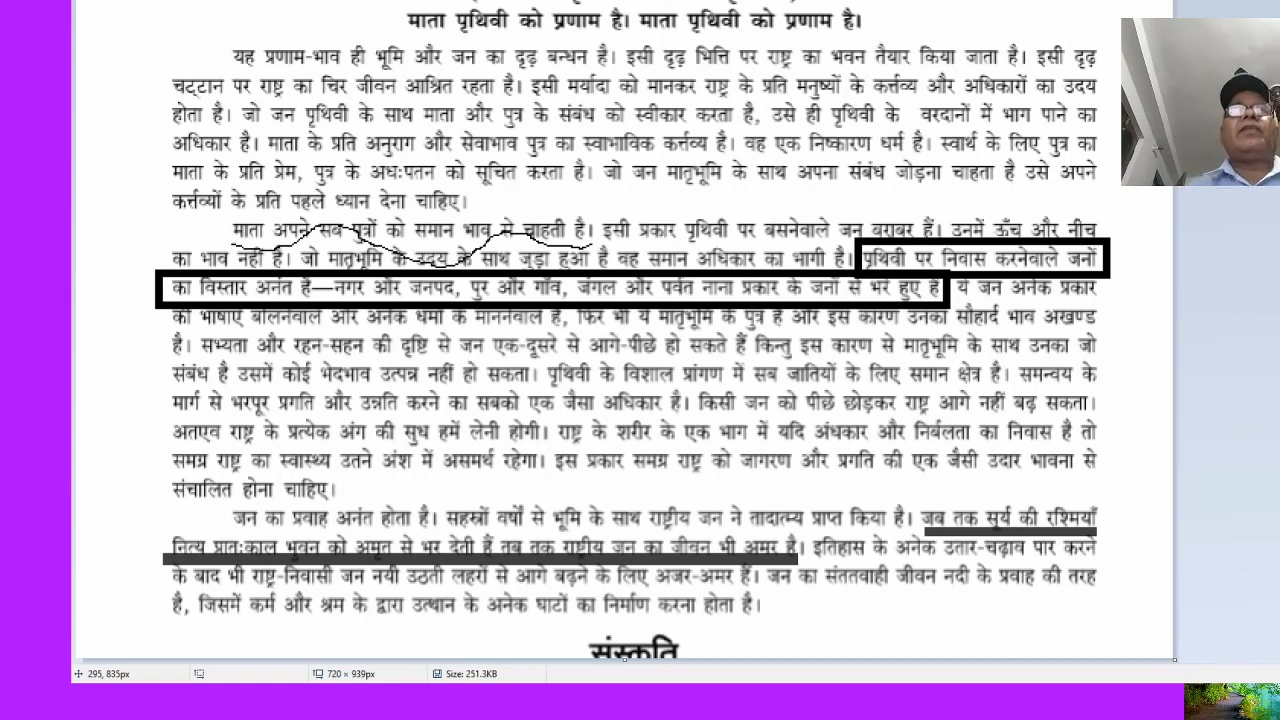 माता पृथिवी को प्रणाम है। माता पृथिवी को प्रणाम है।
यह प्रणाम-भाव ही भूमि और जन का दृढ़ बन्धन है। इसी दृढ़ भित्ति पर राष्ट्र का भवन तैयार किया जाता है। इसी दृढ़
चट्टान पर राष्ट्र का चिर जीवन आश्रित रहता है। इसी मर्यादा को मानकर राष्ट्र के प्रति मनुष्यों के कर्त्तव्य और अधिकारों का उदय
होता है। जो जन पृथिवी के साथ माता और पुत्र के संबंध को स्वीकार करता है, उसे ही पृथिवी के वरदानों में भाग पाने का
अधिकार है। माता के प्रति अनुराग और सेवाभाव पुत्र का स्वाभाविक कर्त्तव्य है। वह एक निष्कारण धर्म है। स्वार्थ के लिए पुत्र का
माता के प्रति प्रेम, पुत्र के अधःपतन को सूचित करता है। जो जन मातृभूमि के साथ अपना संबंध जोड़ना चाहता है उसे अपने
कर्त्तव्यों के प्रति पहले ध्यान देना चाहिए।
माता अपने सब पुत्रों को समान भाव से चाहती है। इसी प्रकार पृथिवी पर बसनेवाले जन बराबर हैं। उनमें ऊँच और नीच
का भाव नहीं है। जो मातृभूमि के उदय के साथ जुड़ा हुआ है वह समान अधिकार का भागी है। पृथिवी पर निवास करनेवाले जनों
का विस्तार अनंत है—नगर और जनपद, पुर और गाँव, जंगल और पर्वत नाना प्रकार के जनों से भरे हुए हैं ये जन अनेक प्रकार
की भाषाएँ बोलनेवाले और अनेक धर्मों के माननेवाले हैं, फिर भी ये मातृभूमि के पुत्र हैं और इस कारण उनका सौहार्द भाव अखण्ड
है। सभ्यता और रहन-सहन की दृष्टि से जन एक-दूसरे से आगे-पीछे हो सकते हैं किन्तु इस कारण से मातृभूमि के साथ उनका जो
संबंध है उसमें कोई भेदभाव उत्पन्न नहीं हो सकता। पृथिवी के विशाल प्रांगण में सब जातियों के लिए समान क्षेत्र है। समन्वय के
मार्ग से भरपूर प्रगति और उन्नति करने का सबको एक जैसा अधिकार है। किसी जन को पीछे छोड़कर राष्ट्र आगे नहीं बढ़ सकता।
अतएव राष्ट्र के प्रत्येक अंग की सुध हमें लेनी होगी। राष्ट्र के शरीर के एक भाग में यदि अंधकार और निर्बलता का निवास है तो
समग्र राष्ट्र का स्वास्थ्य उतने अंश में असमर्थ रहेगा। इस प्रकार समग्र राष्ट्र को जागरण और प्रगति की एक जैसी उदार भावना से
संचालित होना चाहिए।
जन का प्रवाह अनंत होता है। सहस्रों वर्षों से भूमि के साथ राष्ट्रीय जन ने तादात्म्य प्राप्त किया है। जब तक सूर्य की रश्मियाँ
नित्य प्रातःकाल भुवन को अमृत से भर देती हैं तब तक राष्ट्रीय जन का जीवन भी अमर है। इतिहास के अनेक उतार-चढ़ाव पार करने
के बाद भी राष्ट्र-निवासी जन नयी उठती लहरों से आगे बढ़ने के लिए अजर-अमर हैं। जन का संततवाही जीवन नदी के प्रवाह की तरह
है, जिसमें कर्म और श्रम के द्वारा उत्थान के अनेक घाटों का निर्माण करना होता है।
संस्कृति
295, 835px
720 × 939px
Size: 251.3KB